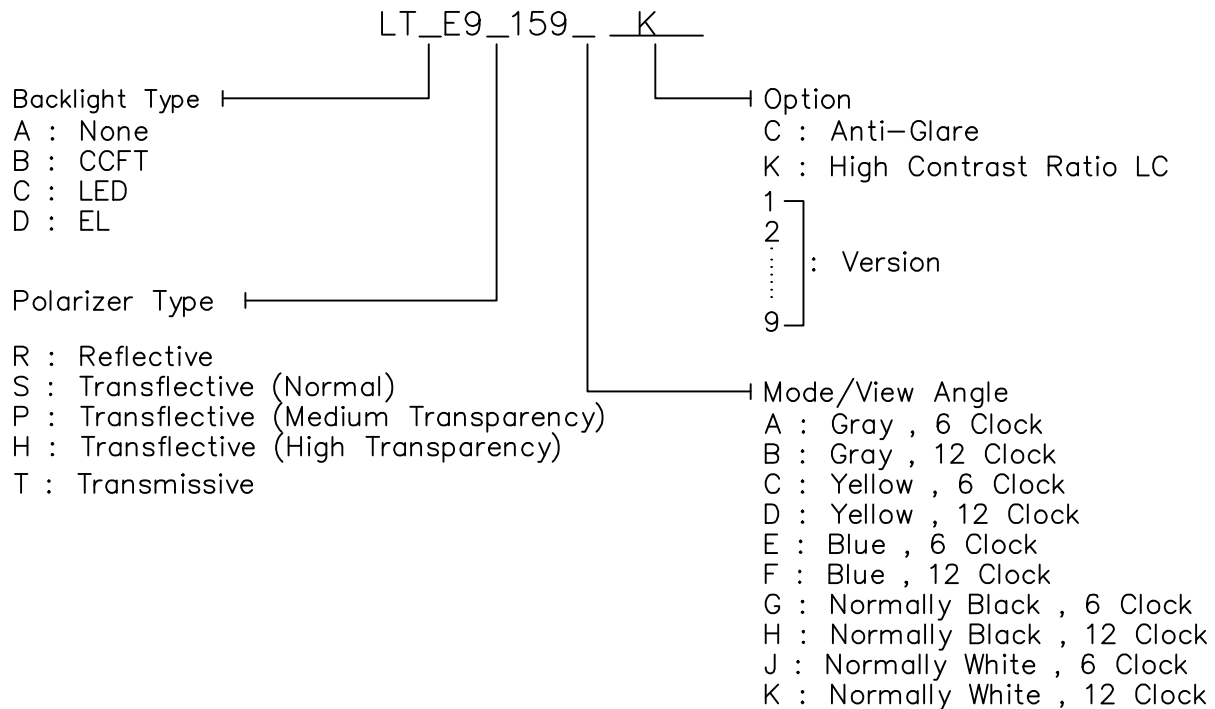 LT_E9_159_ __K__
Backlight Type
A : None
B : CCFT
C : LED
D : EL
Polarizer Type
R : Reflective
S : Transflective (Normal)
P : Transflective (Medium Transparency)
H : Transflective (High Transparency)
T : Transmissive
Option
C : Anti-Glare
K : High Contrast Ratio LC
1
2
: Version
9
Mode/View Angle
A : Gray , 6 Clock
B : Gray , 12 Clock
C : Yellow , 6 Clock
D : Yellow , 12 Clock
E : Blue , 6 Clock
F : Blue , 12 Clock
G : Normally Black , 6 Clock
H : Normally Black , 12 Clock
J : Normally White , 6 Clock
K : Normally White , 12 Clock